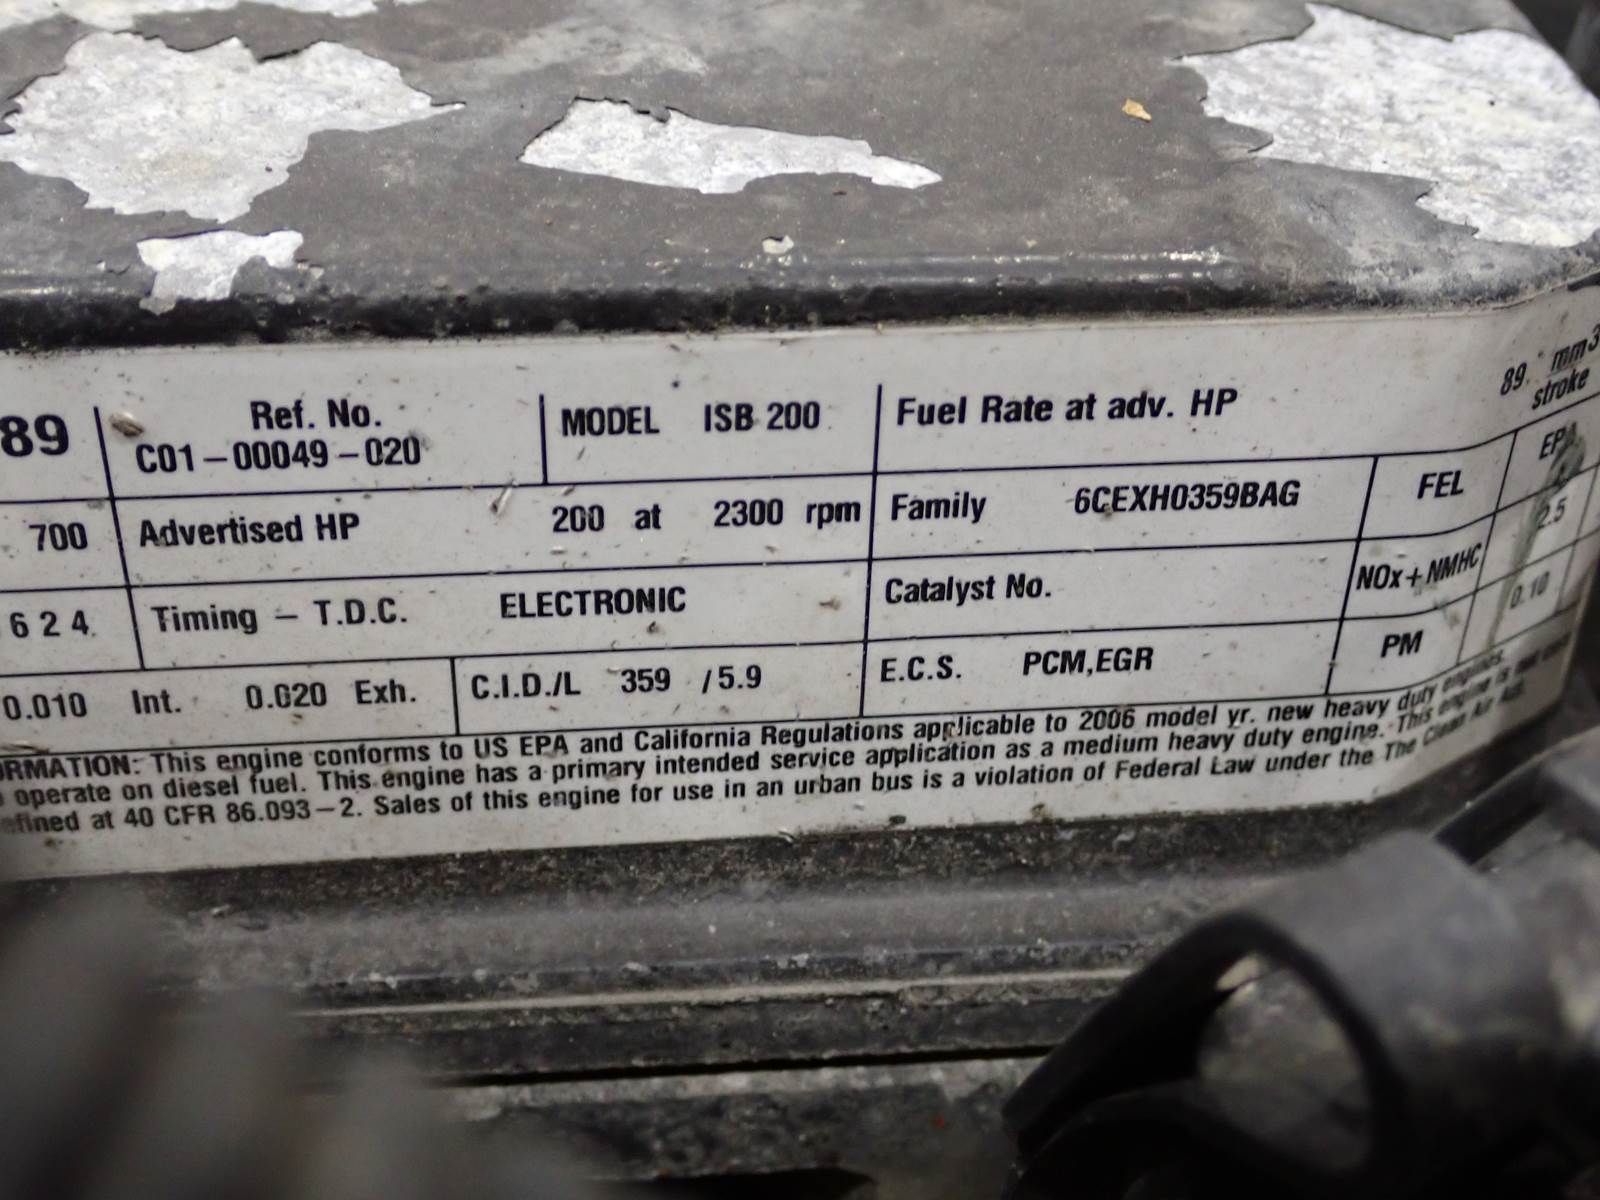 89 Ref. No. MODEL ISB 200 Fuel Rate at adv. HP 89 mm3
C01-00049-020 stroke
700 Advertised HP 200 at 2300 rpm Family 6CEXH0359BAG FEL EPA
624 Timing - T.D.C. ELECTRONIC Catalyst No. NOx+NMHC 2.5
0.010 Int. 0.020 Exh. C.I.D./L 359 /5.9 E.C.S. PCM,EGR PM 0.10
ORMATION: This engine conforms to US EPA and California Regulations applicable to 2006 model yr. new heavy duty engines.
operate on diesel fuel. This engine has a primary intended service application as a medium heavy duty engine. This engine is not
efined at 40 CFR 86.093-2. Sales of this engine for use in an urban bus is a violation of Federal Law under the The Clean Air Act.